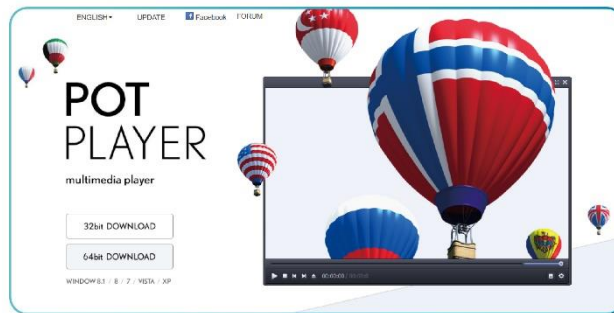 ENGLISH▾ UPDATE Facebook FORUM
POT
PLAYER
multimedia player
32bit DOWNLOAD
64bit DOWNLOAD
WINDOW 8.1 / 8 / 7 / VISTA / XP